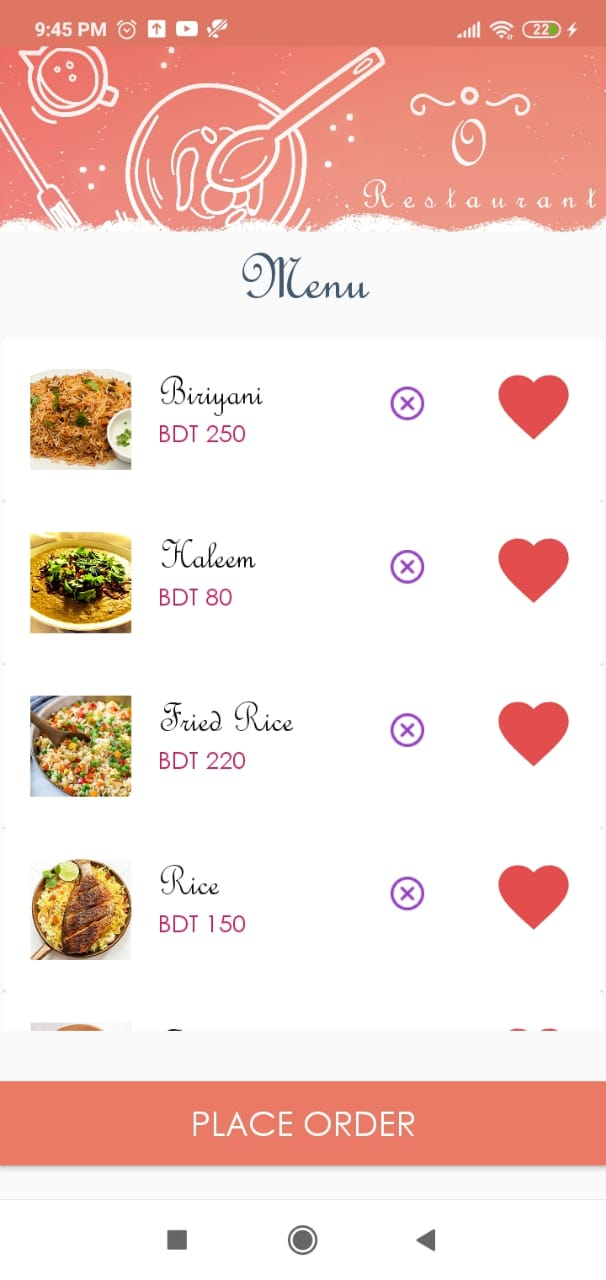 9:45 PM
22
O
Restaurant
Menu
Biriyani
BDT 250
Haleem
BDT 80
Fried Rice
BDT 220
Rice
BDT 150
PLACE ORDER